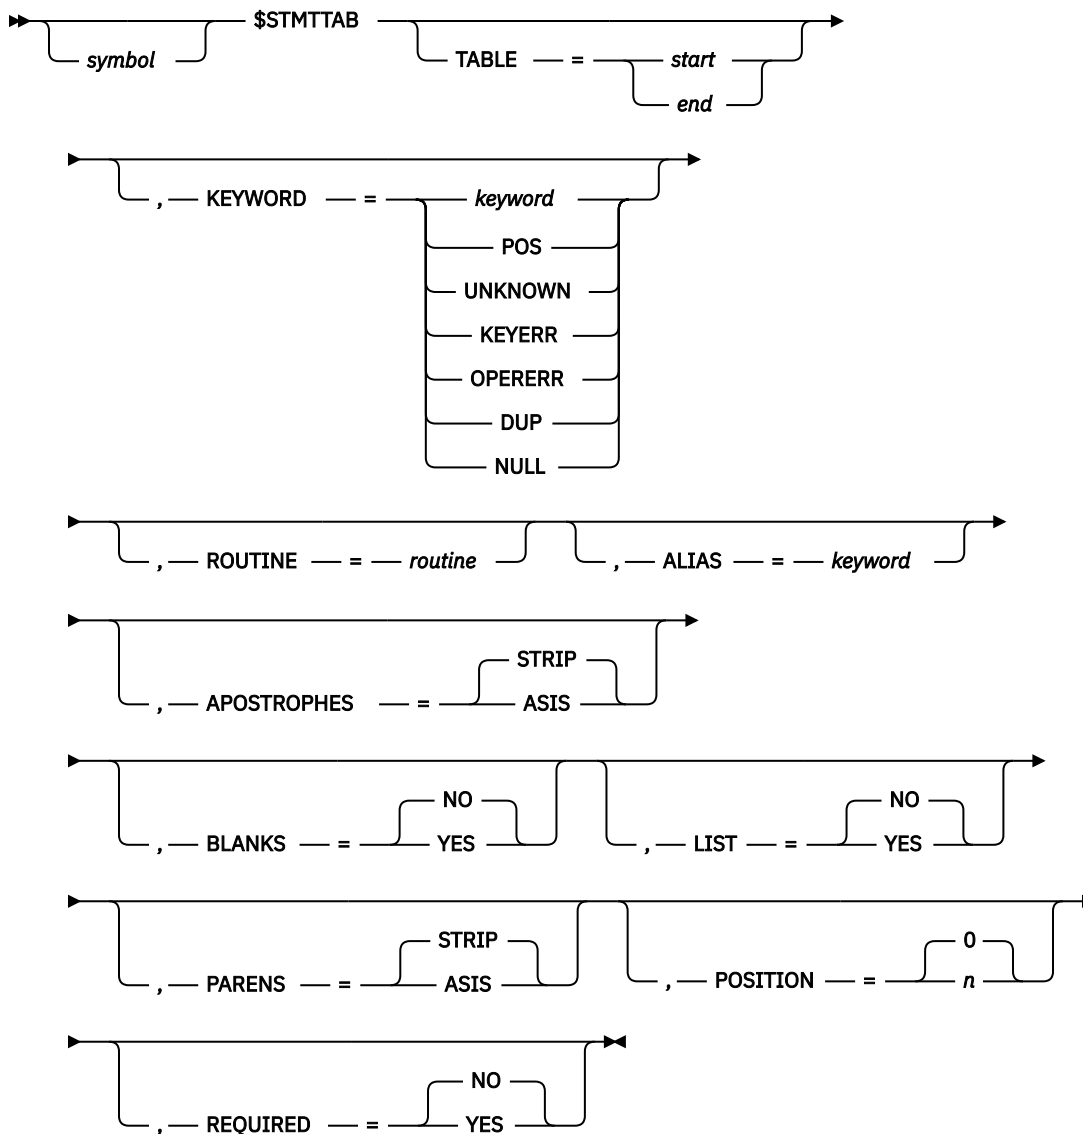 $STMTTAB
symbol
TABLE = start
end
, KEYWORD = keyword
POS
UNKNOWN
KEYERR
OPERERR
DUP
NULL
, ROUTINE = routine , ALIAS = keyword
STRIP
, APOSTROPHES = ASIS
NO NO
, BLANKS = YES , LIST = YES
STRIP 0
, PARENS = ASIS , POSITION = n
NO
, REQUIRED = YES